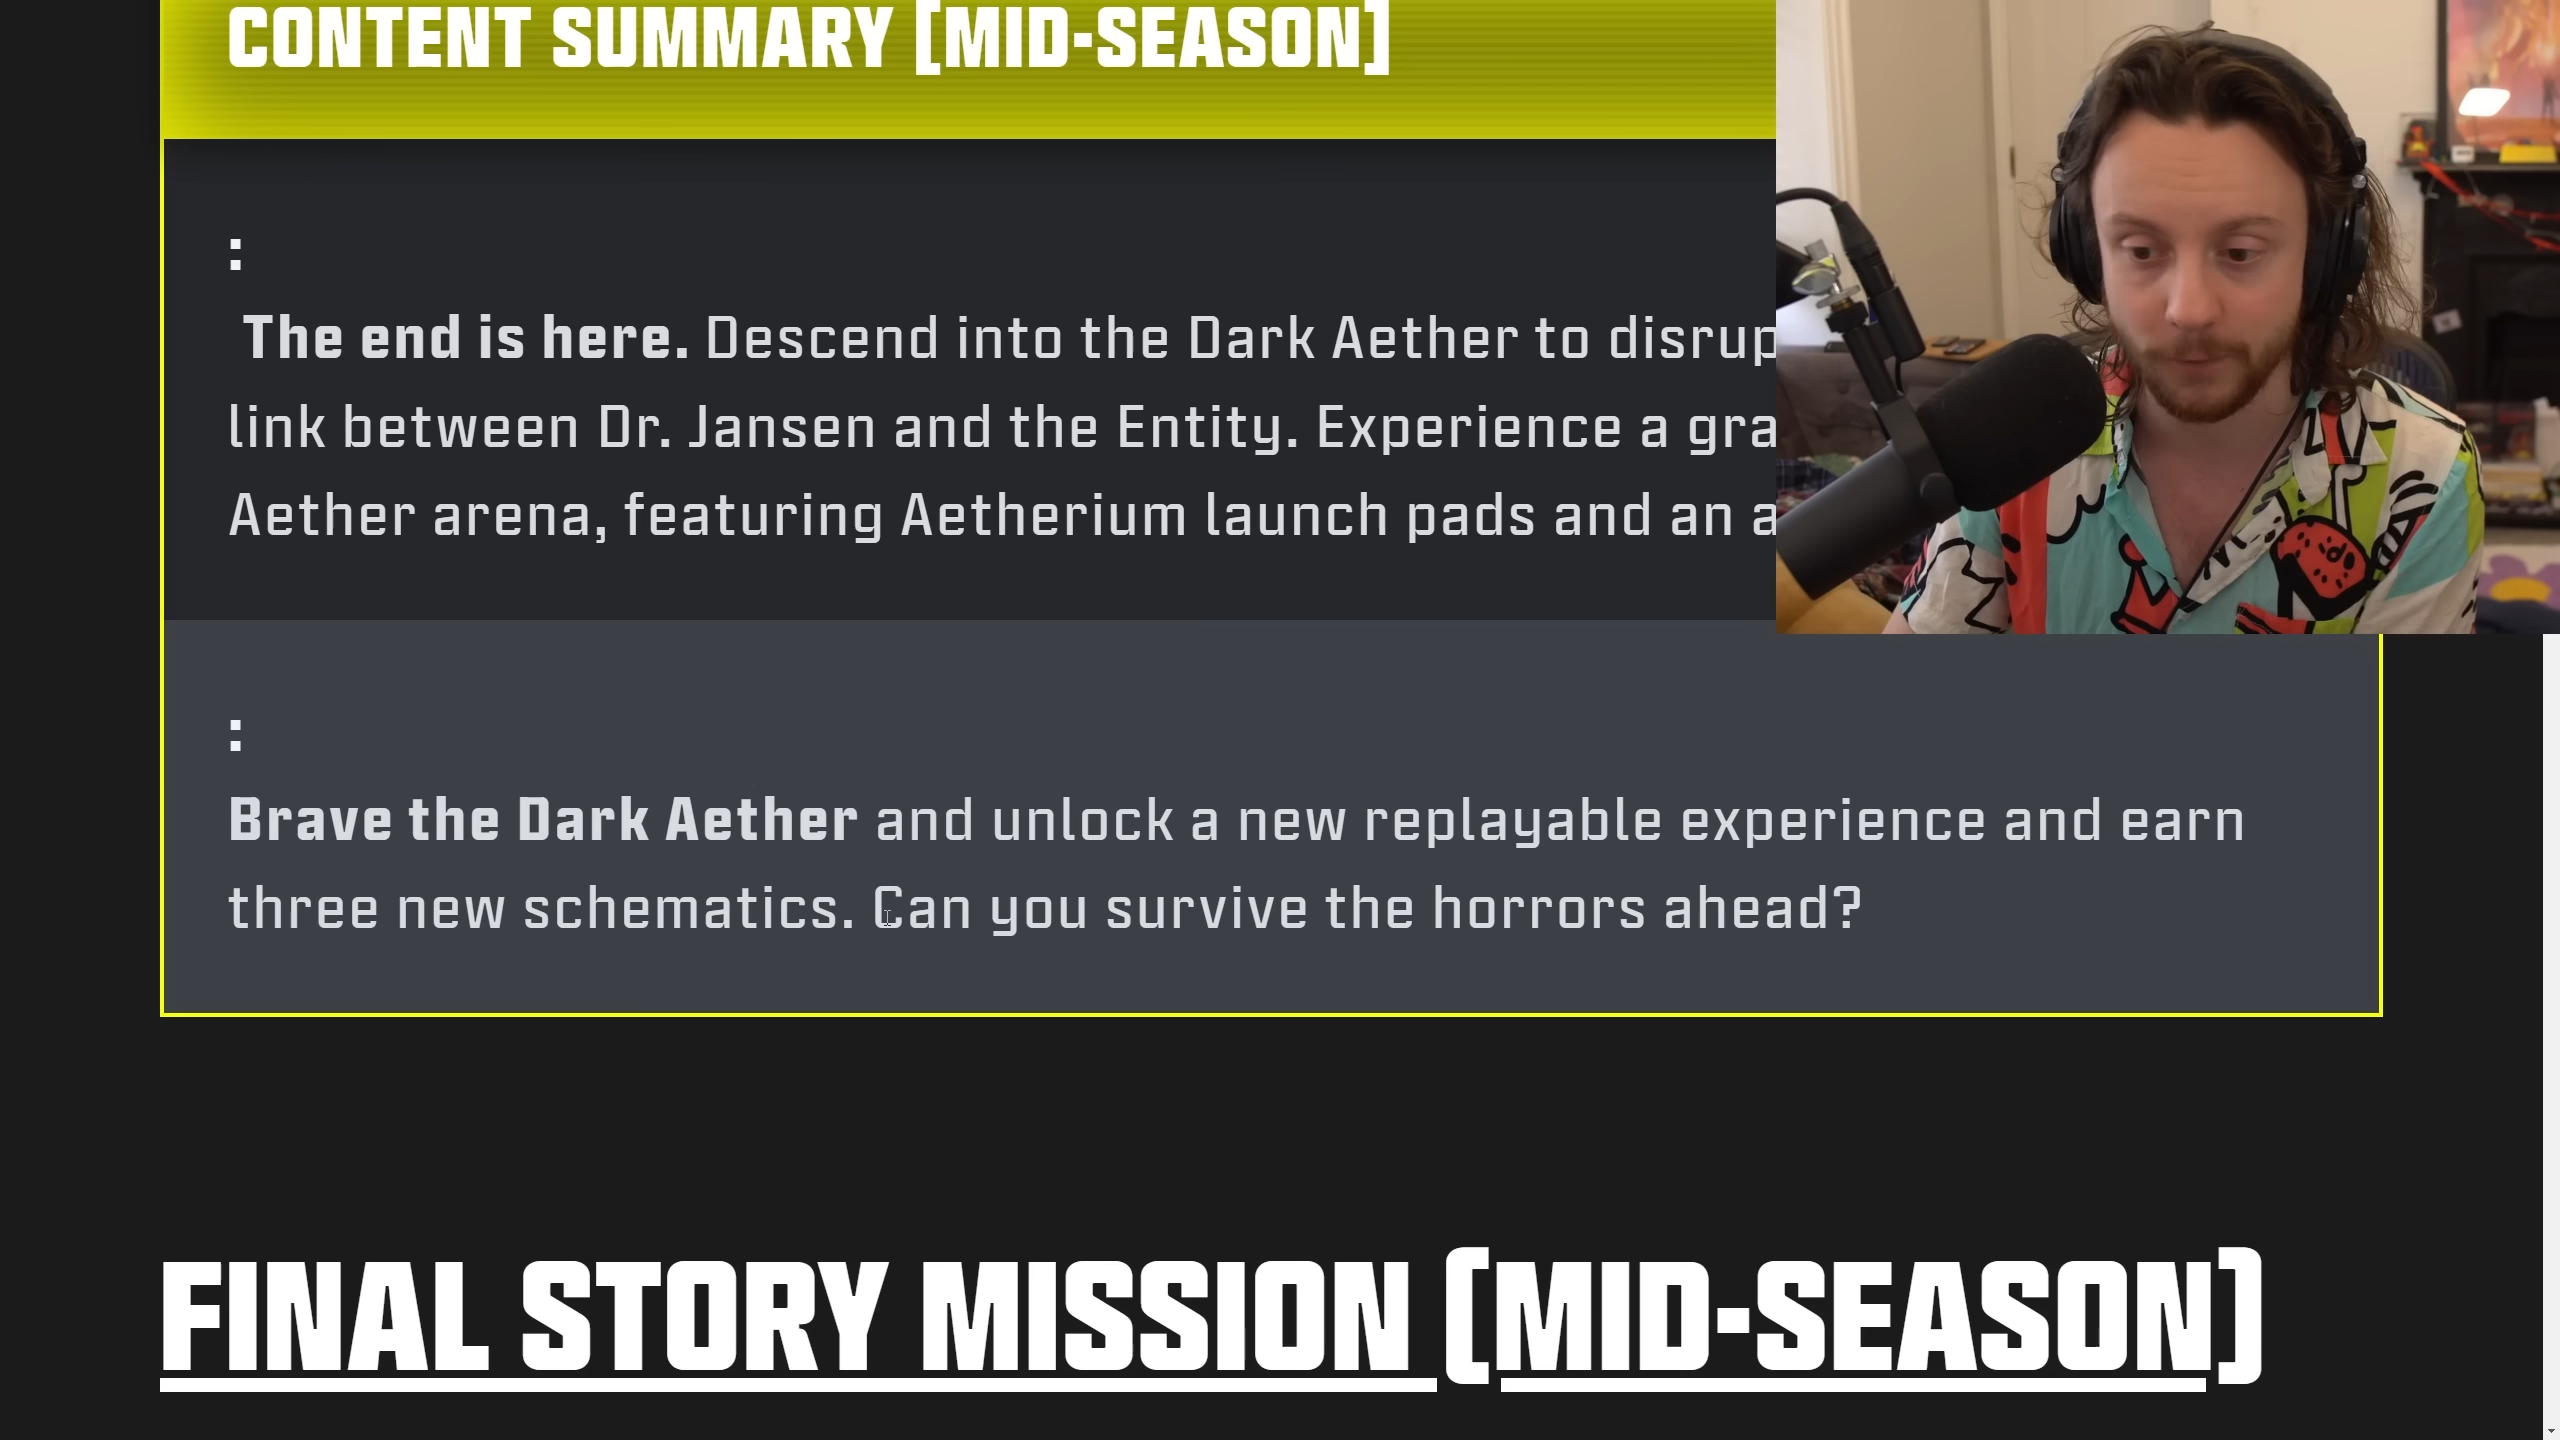 CONTENT SUMMARY [MID-SEASON]
:
The end is here. Descend into the Dark Aether to
link between Dr. Jansen and the Entity. Experience a
Aether arena, featuring Aetherium launch pads and an
:
Brave the Dark Aether and unlock a new replayable experience and earn
three new schematics. Can you survive the horrors ahead?
FINAL STORY MISSION (MID-SEASON)